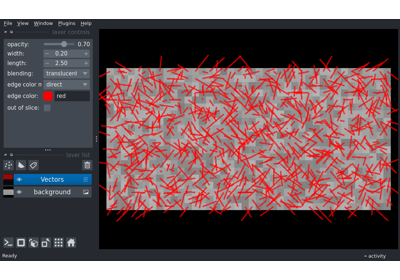 File View Window Plugins Help
layer controls
opacity: 0.70
width: 0.20
length: 2.50
blending: translucent
edge color m direct
edge color: red
out of slice:
layer list
Vectors
background
Ready
activity